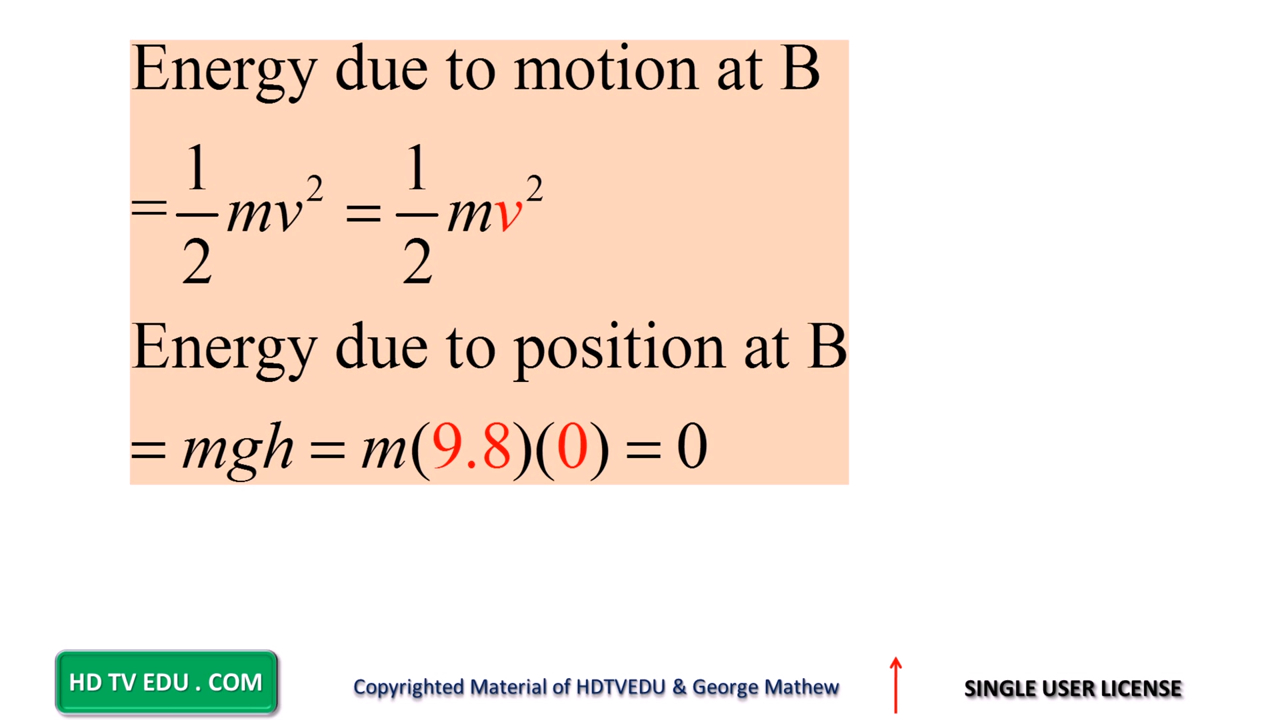 Energy due to motion at B
= 1/2 mv² = 1/2 mv²
Energy due to position at B
= mgh = m(9.8)(0) = 0
HD TV EDU . COM
Copyrighted Material of HDTVEDU & George Mathew
SINGLE USER LICENSE